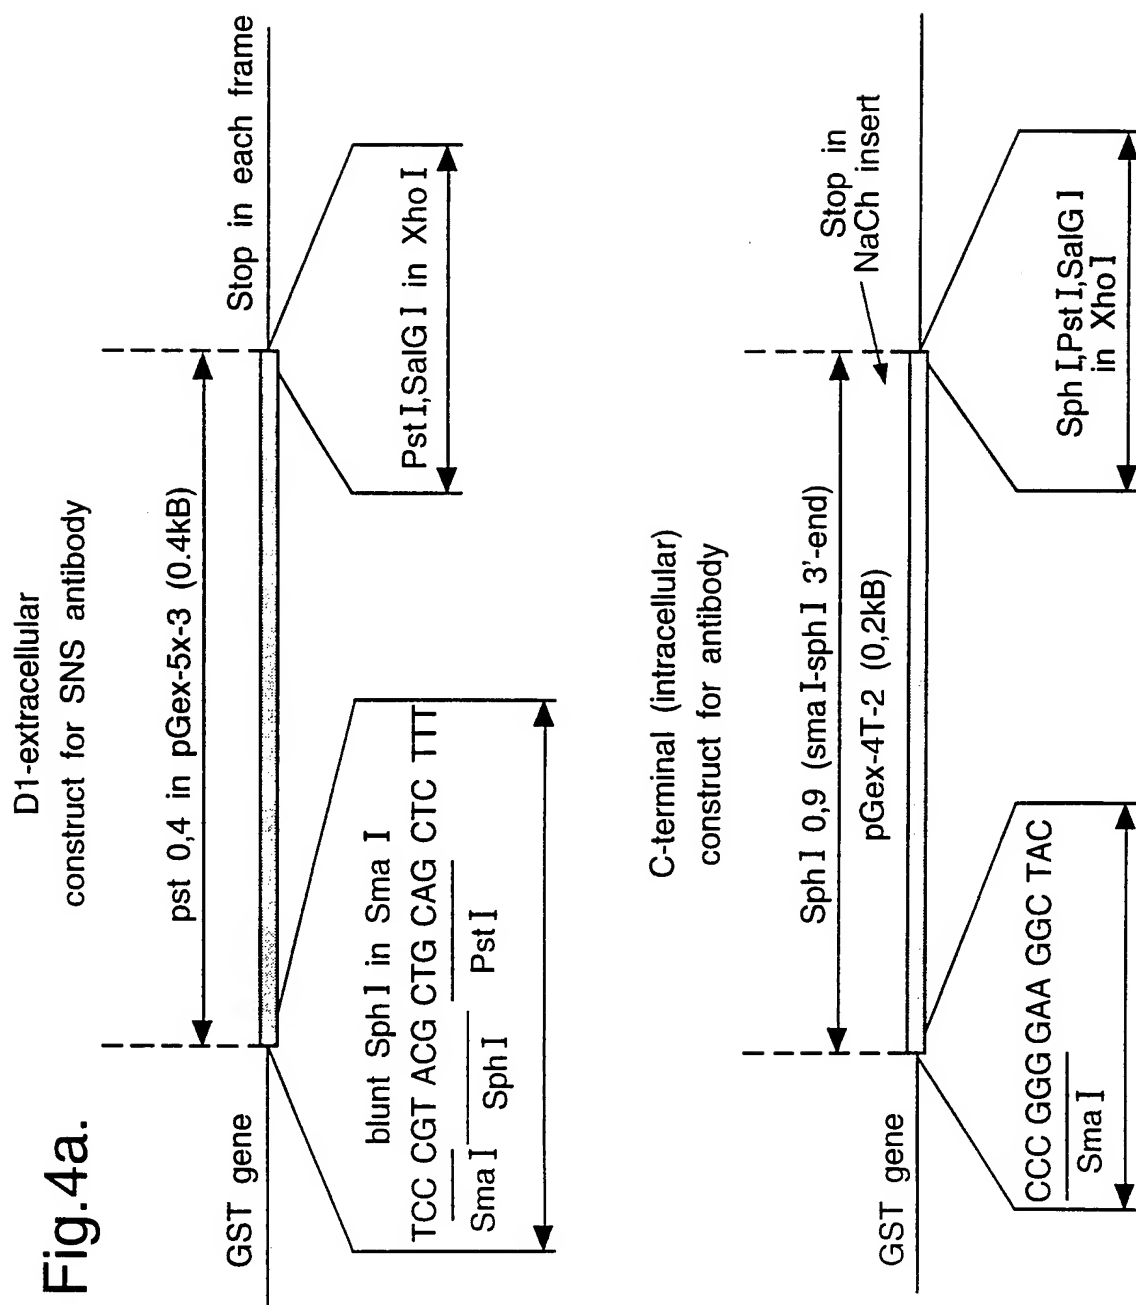 Fig.4a.
D1-extracellular
construct for SNS antibody
pst 0,4 in pGex-5x-3 (0.4kB)
GST gene
Stop in each frame
blunt Sph I in Sma I
TCC CGT ACG CTG CAG CTC TTT
Sma I Sph I Pst I
Pst I,SalG I in Xho I
C-terminal (intracellular)
construct for antibody
Sph I 0,9 (sma I-sph I 3'-end)
pGex-4T-2 (0,2kB)
GST gene
Stop in
NaCh insert
CCC GGG GAA GGC TAC
Sma I
Sph I,Pst I,SalG I
in Xho I